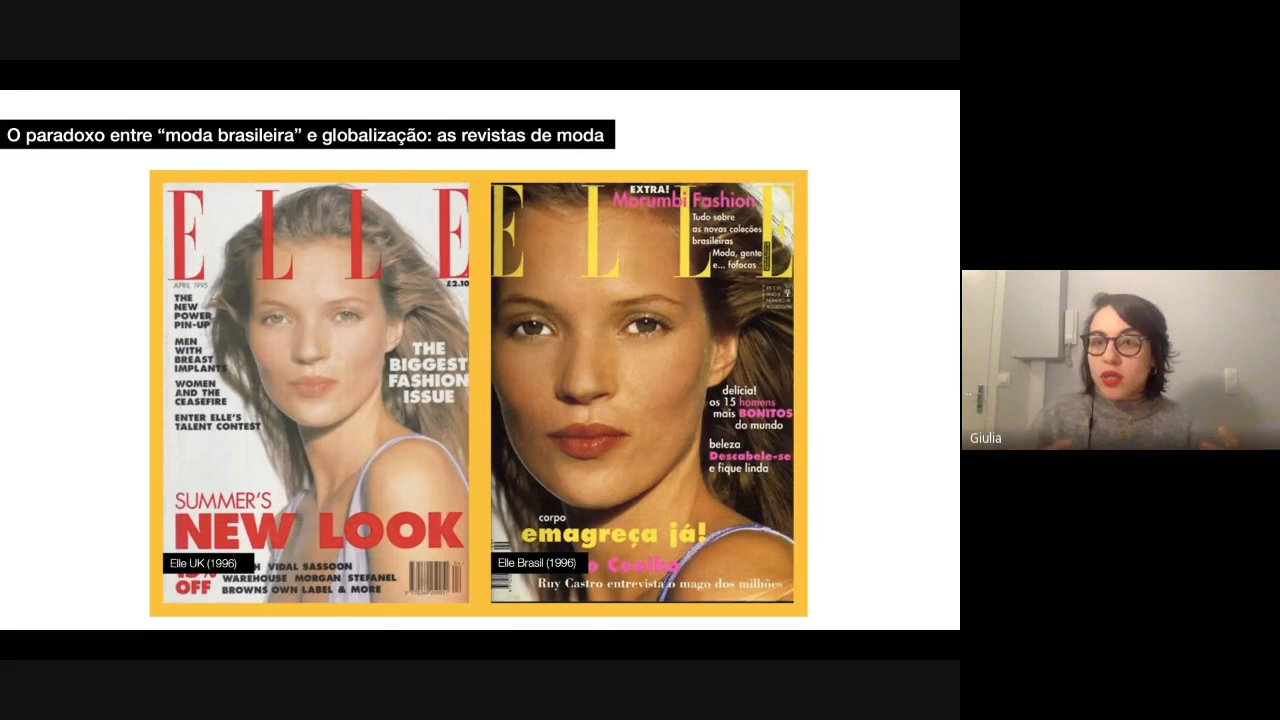 O paradoxo entre “moda brasileira” e globalização: as revistas de moda
ELLE
APRIL 1995
£2.10
THE
NEW
POWER
PIN-UP
MEN
WITH
BREAST
IMPLANTS
WOMEN
AND THE
CEASEFIRE
ENTER ELLE'S
TALENT CONTEST
THE
BIGGEST
FASHION
ISSUE
SUMMER'S
NEW LOOK
Elle UK (1996)
15%
OFF
VIDAL SASSOON
WAREHOUSE MORGAN STEFANEL
BROWNS OWN LABEL & MORE
ELLE
EXTRA!
Morumbi Fashion
Tudo sobre
as novas coleções
brasileiras
Moda, gente
e... fofocas
delícia!
os 15 homens
mais BONITOS
do mundo
beleza
Descabele-se
e fique linda
corpo
emagreça já!
Elle Brasil (1996)
o Coelho
Ruy Castro entrevista o mago dos milhões
Giulia